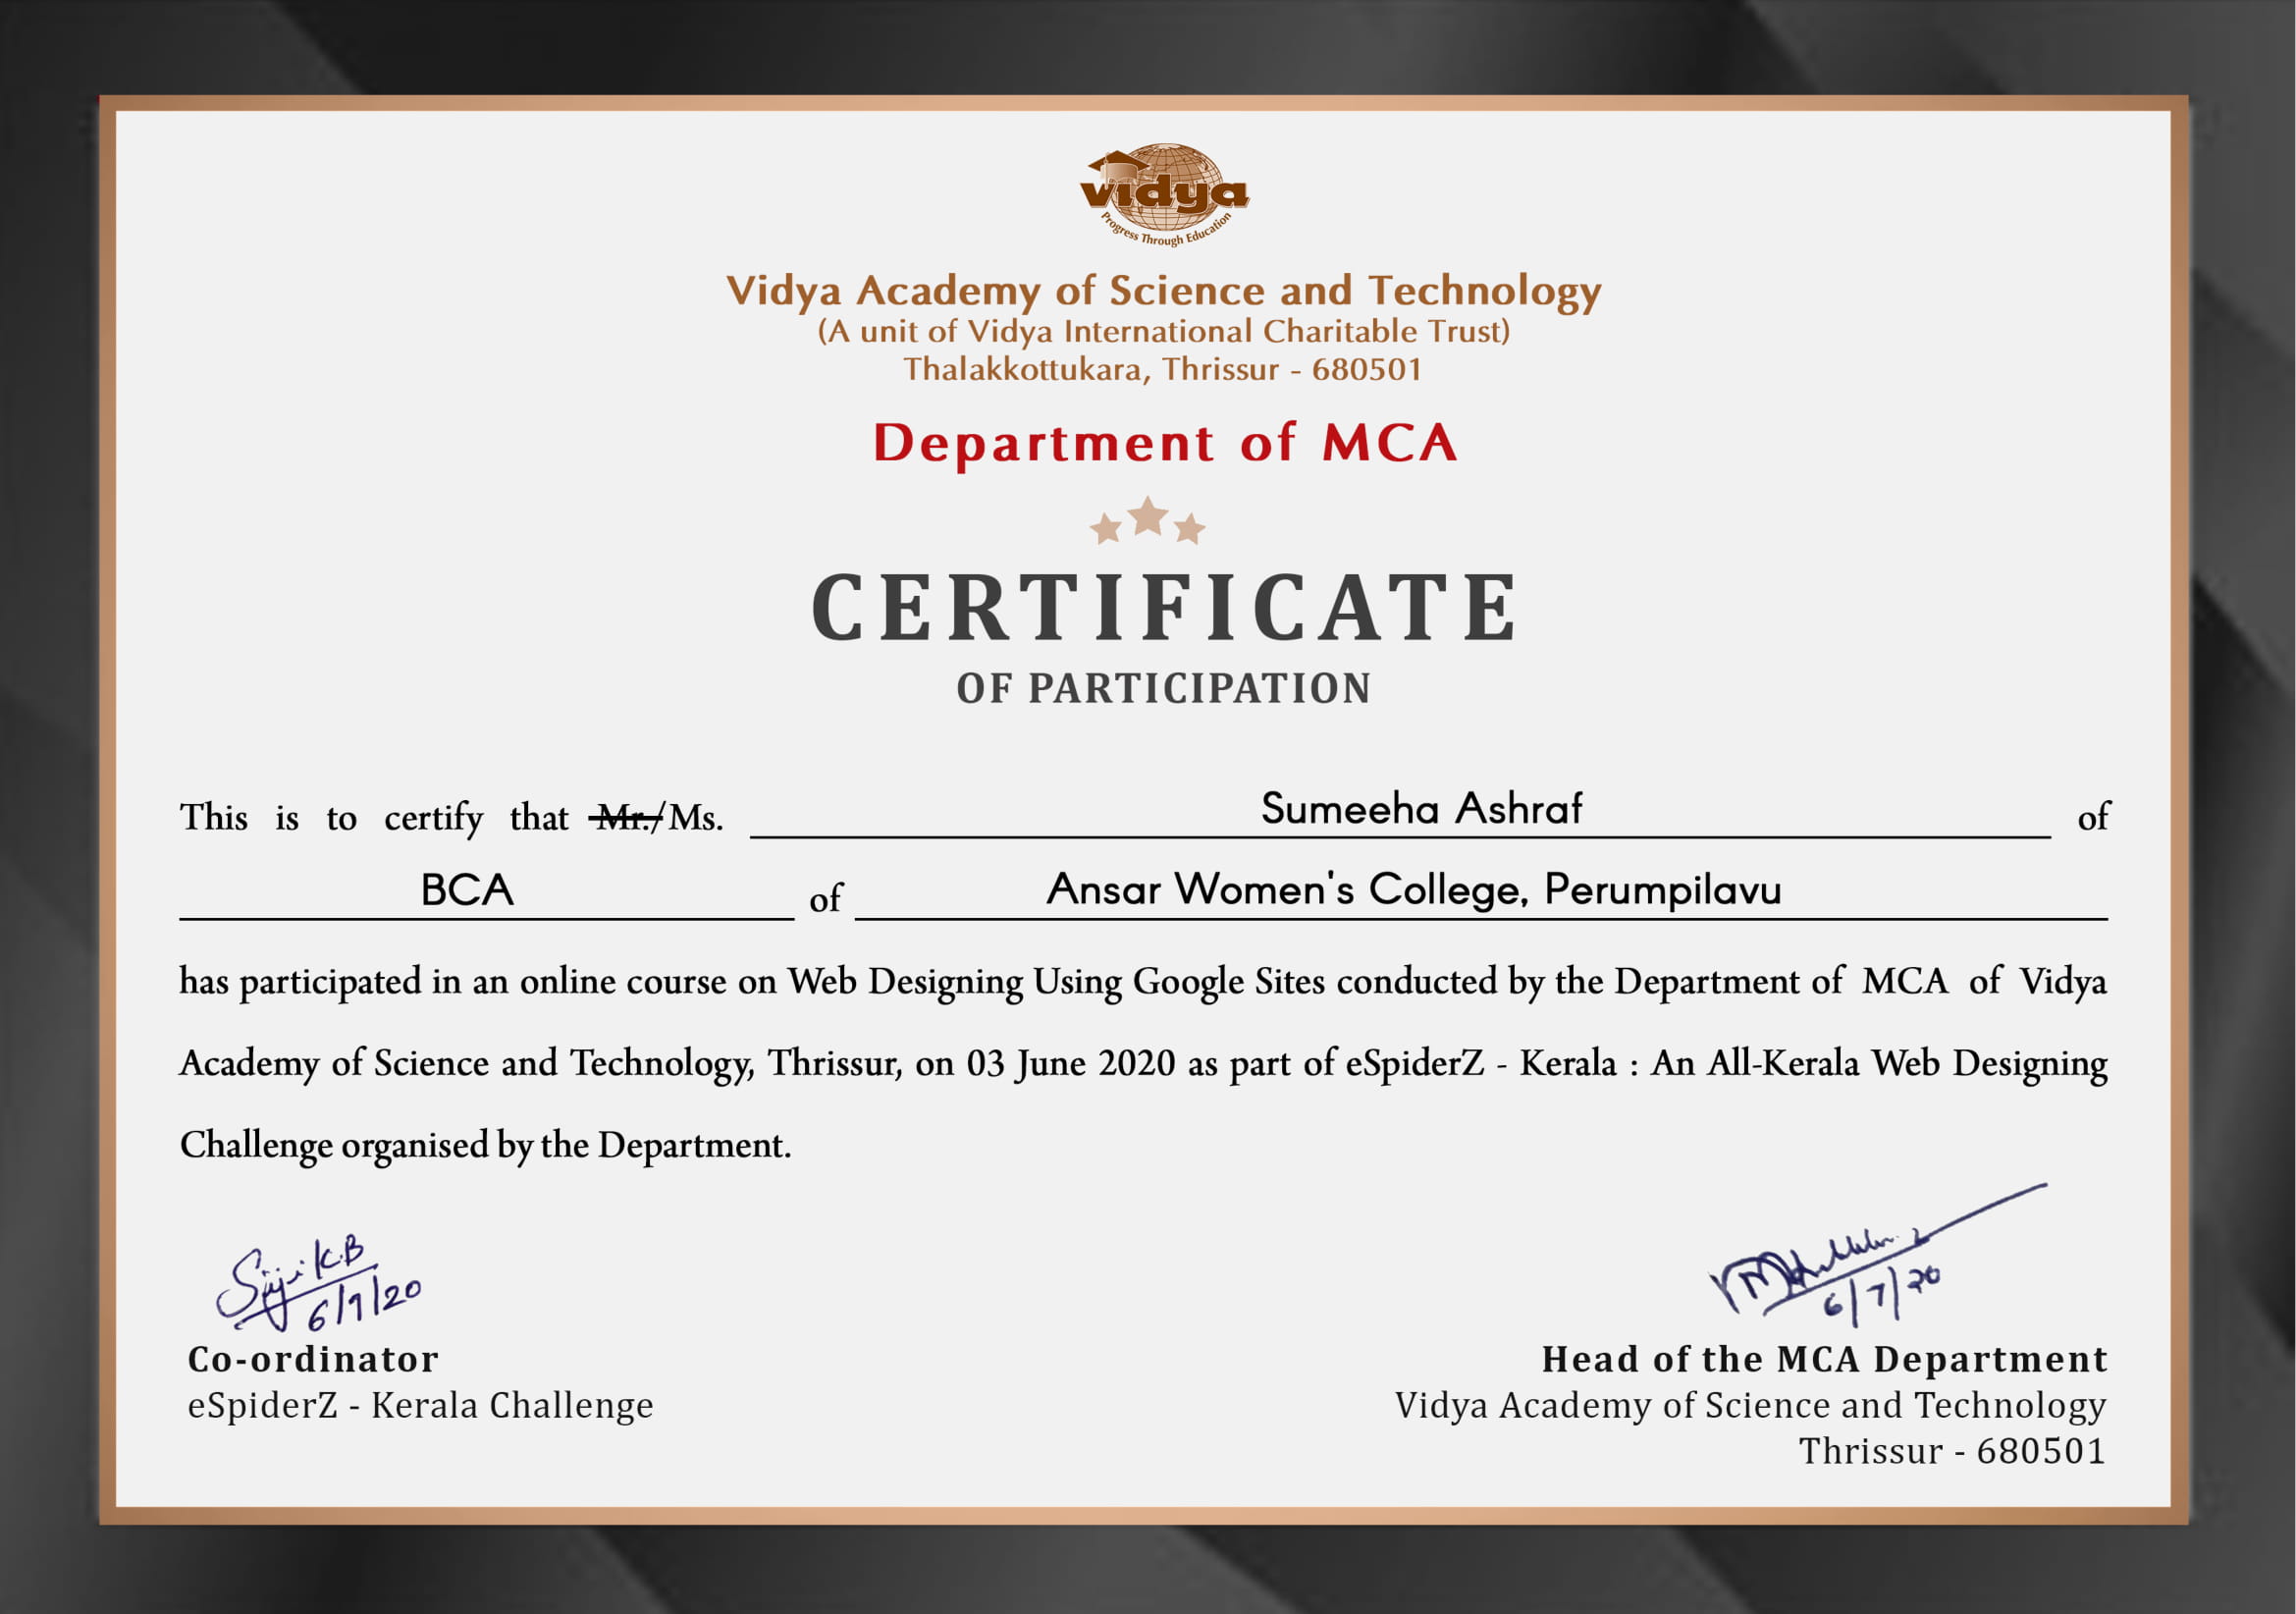 vidya
Progress Through Education
Vidya Academy of Science and Technology
(A unit of Vidya International Charitable Trust)
Thalakkottukara, Thrissur - 680501
Department of MCA
CERTIFICATE
OF PARTICIPATION
This is to certify that Mr./Ms. Sumeeha Ashraf of
BCA of Ansar Women's College, Perumpilavu
has participated in an online course on Web Designing Using Google Sites conducted by the Department of MCA of Vidya
Academy of Science and Technology, Thrissur, on 03 June 2020 as part of eSpiderZ - Kerala : An All-Kerala Web Designing
Challenge organised by the Department.
Siji K B
6/7/20
6/7/20
Co-ordinator
eSpiderZ - Kerala Challenge
Head of the MCA Department
Vidya Academy of Science and Technology
Thrissur - 680501